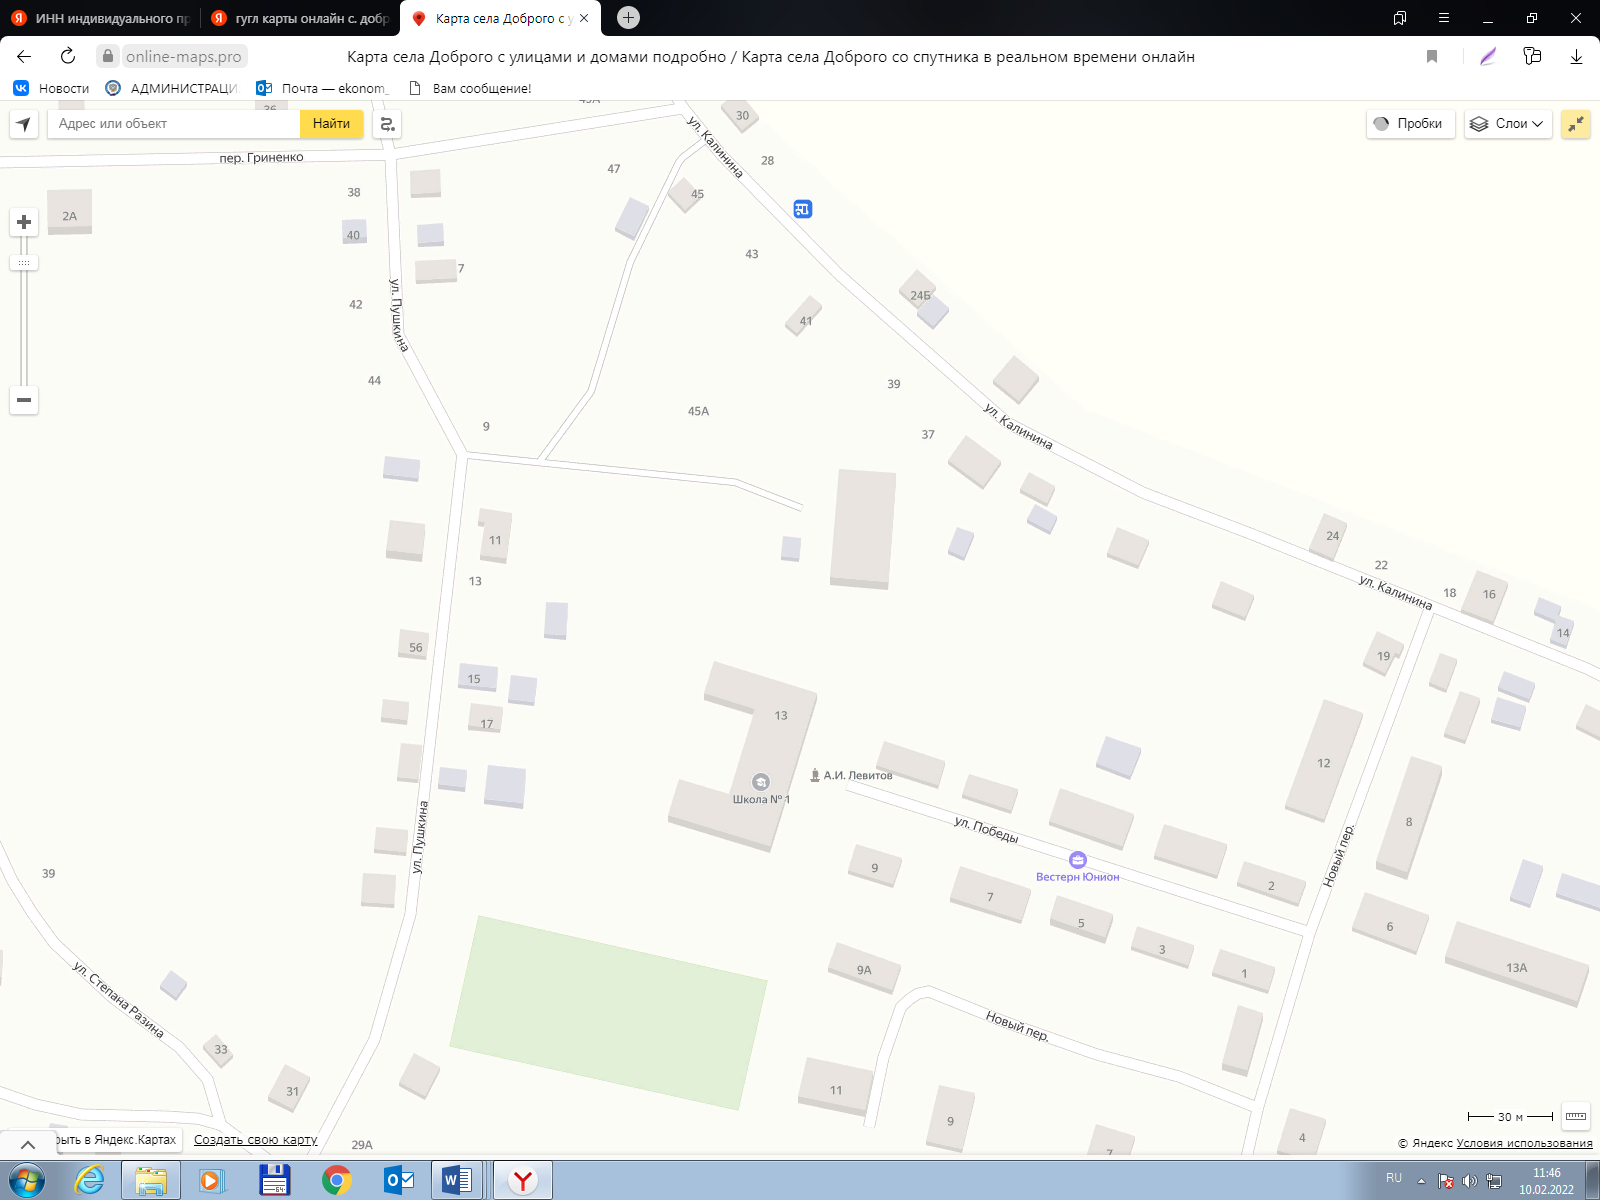 ИНН индивидуального пр
гугл карты онлайн с. добр
Карта села Доброго с у
online-maps.pro
Карта села Доброго с улицами и домами подробно / Карта села Доброго со спутника в реальном времени онлайн
Новости
АДМИНИСТРАЦИ
Почта — ekonom_
Вам сообщение!
Адрес или объект
Найти
Пробки
Слои
36
30
ул. Калинина
пер. Гриненко
28
47
38
45
2А
40
43
7
ул. Пушкина
42
24Б
41
44
39
45А
ул. Калинина
9
37
11
24
22
13
ул. Калинина
18
16
14
56
19
15
13
17
12
А.И. Левитов
Школа № 1
ул. Победы
8
ул. Пушкина
Новый пер.
Вестерн Юнион
9
39
2
7
5
6
3
9А
1
13А
ул. Степана Разина
Новый пер.
33
31
11
9
4
7
29А
30 м
рыть в Яндекс.Картах
Создать свою карту
© Яндекс Условия использования
64
RU
11:46
10.02.2022